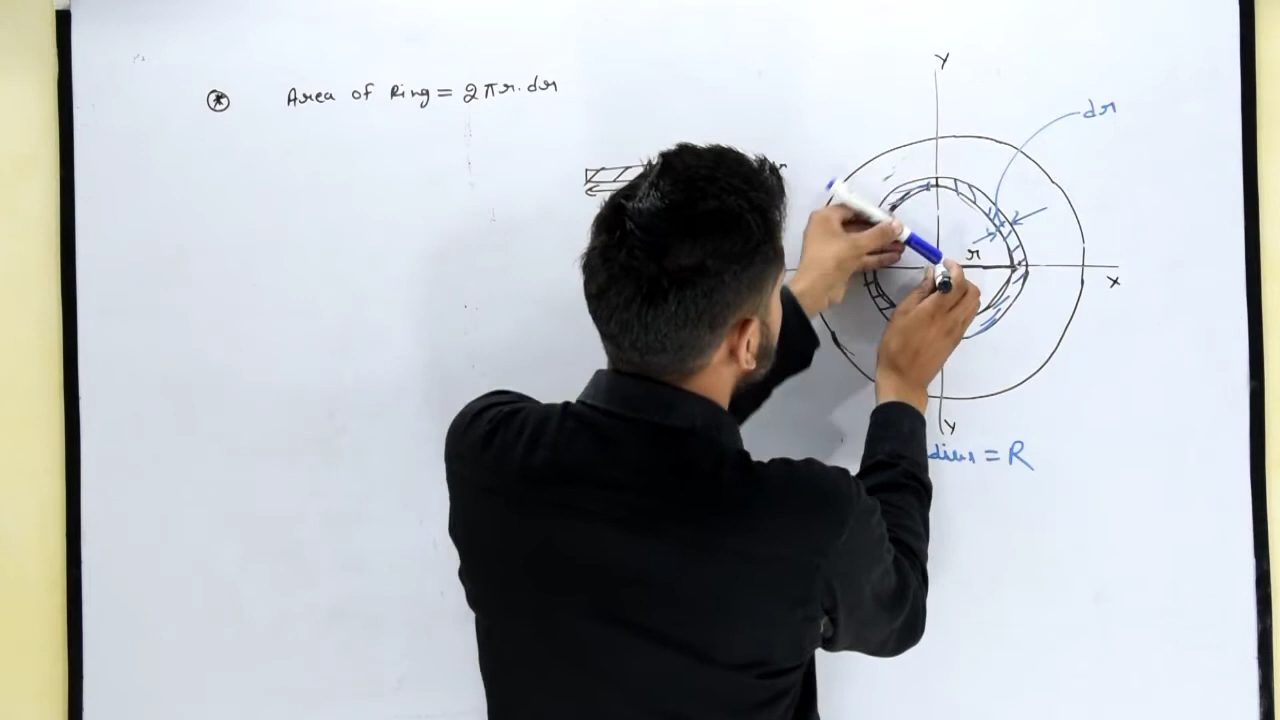 Area of Ring = 2πr.dr
Y
dr
r
X
Y
= R